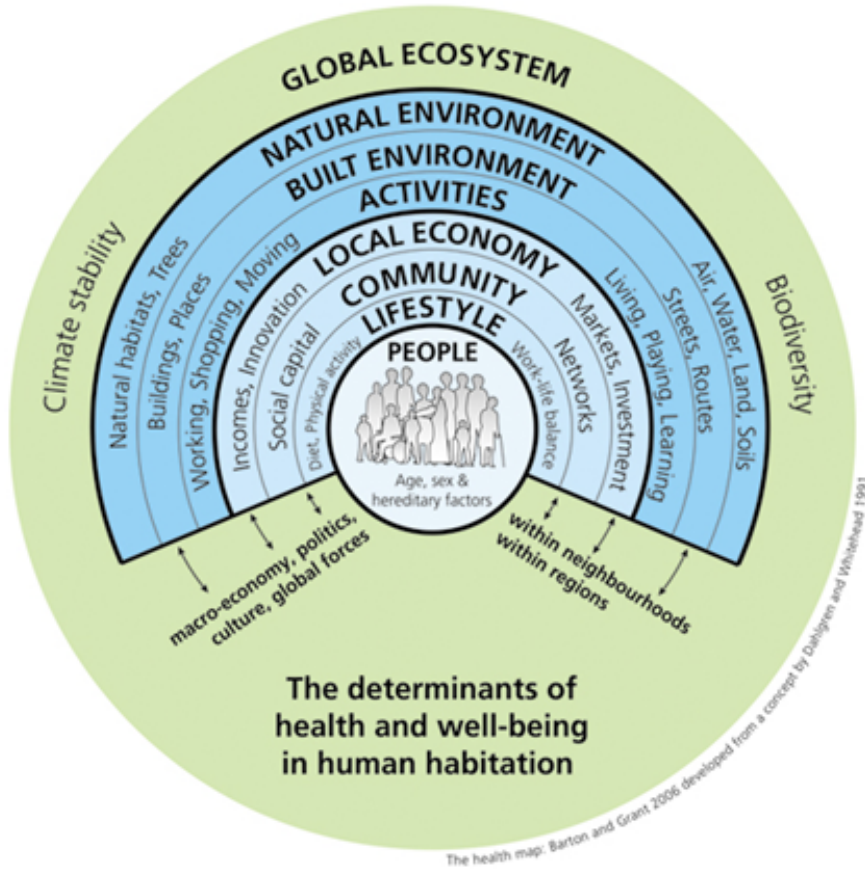 GLOBAL ECOSYSTEM
NATURAL ENVIRONMENT
BUILT ENVIRONMENT
ACTIVITIES
LOCAL ECONOMY
COMMUNITY
LIFESTYLE
PEOPLE
Age, sex &
hereditary factors
Climate stability
Natural habitats, Trees
Buildings, Places
Working, Shopping, Moving
Incomes, Innovation
Social capital
Diet, Physical activity
Work-life balance
Networks
Markets, Investment
Living, Playing, Learning
Streets, Routes
Air, Water, Land, Soils
Biodiversity
macro-economy, politics,
culture, global forces
within neighbourhoods
within regions
The determinants of
health and well-being
in human habitation
The health map: Barton and Grant 2006 developed from a concept by Dahlgren and Whitehead 1991